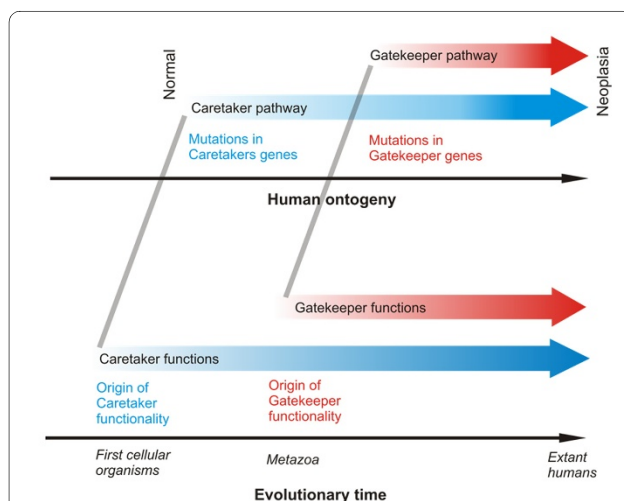 Gatekeeper pathway
Normal
Neoplasia
Caretaker pathway
Mutations in
Caretakers genes
Mutations in
Gatekeeper genes
Human ontogeny
Gatekeeper functions
Caretaker functions
Origin of
Caretaker
functionality
Origin of
Gatekeeper
functionality
First cellular
organisms
Metazoa
Extant
humans
Evolutionary time